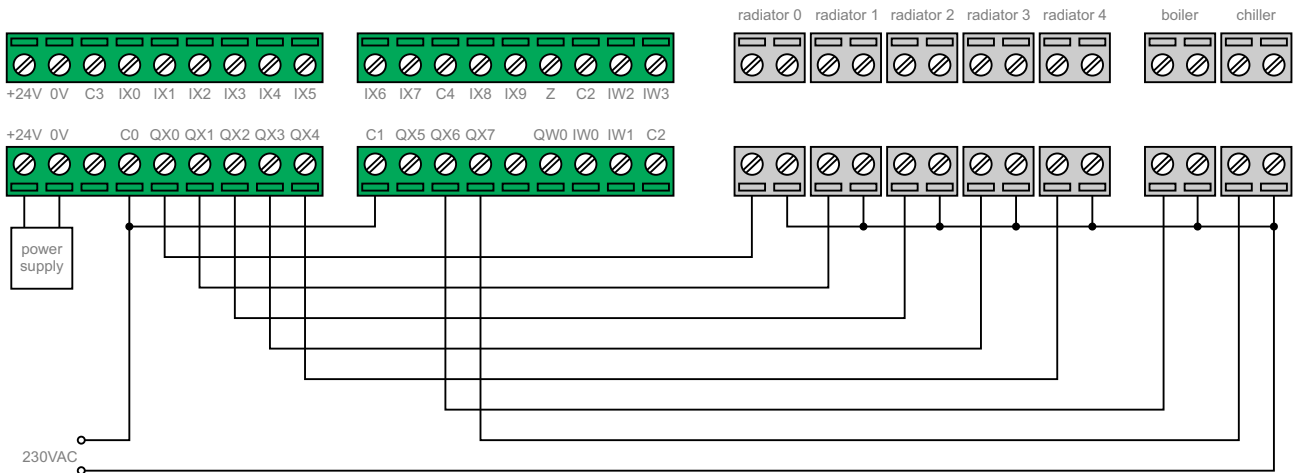 radiator 0 radiator 1 radiator 2 radiator 3 radiator 4 boiler chiller
+24V 0V C3 IX0 IX1 IX2 IX3 IX4 IX5 IX6 IX7 C4 IX8 IX9 Z C2 IW2 IW3
+24V 0V C0 QX0 QX1 QX2 QX3 QX4 C1 QX5 QX6 QX7 QW0 IW0 IW1 C2
power
supply
230VAC